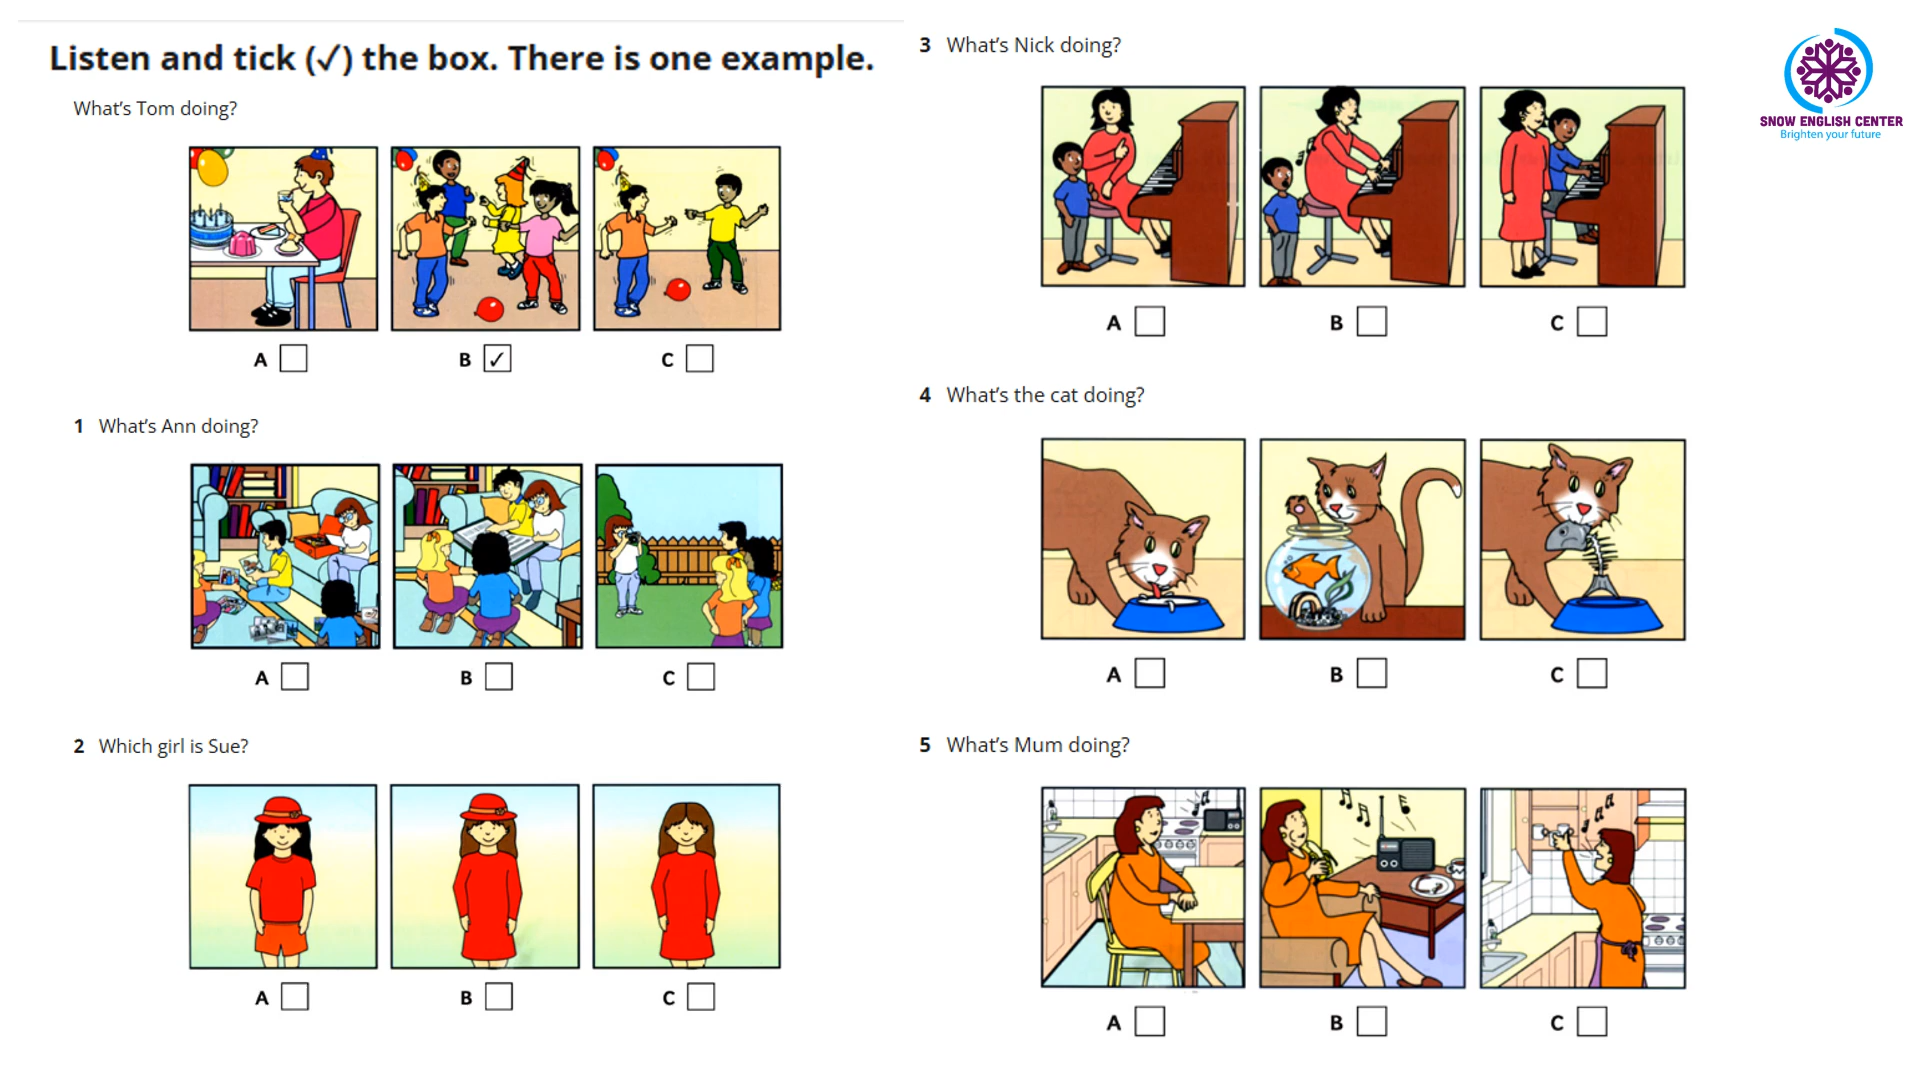 Listen and tick (✓) the box. There is one example.
What's Tom doing?
A
B ✓
C
1 What's Ann doing?
A
B
C
2 Which girl is Sue?
A
B
C
3 What's Nick doing?
A
B
C
4 What's the cat doing?
A
B
C
5 What's Mum doing?
A
B
C
SNOW ENGLISH CENTER
Brighten your future